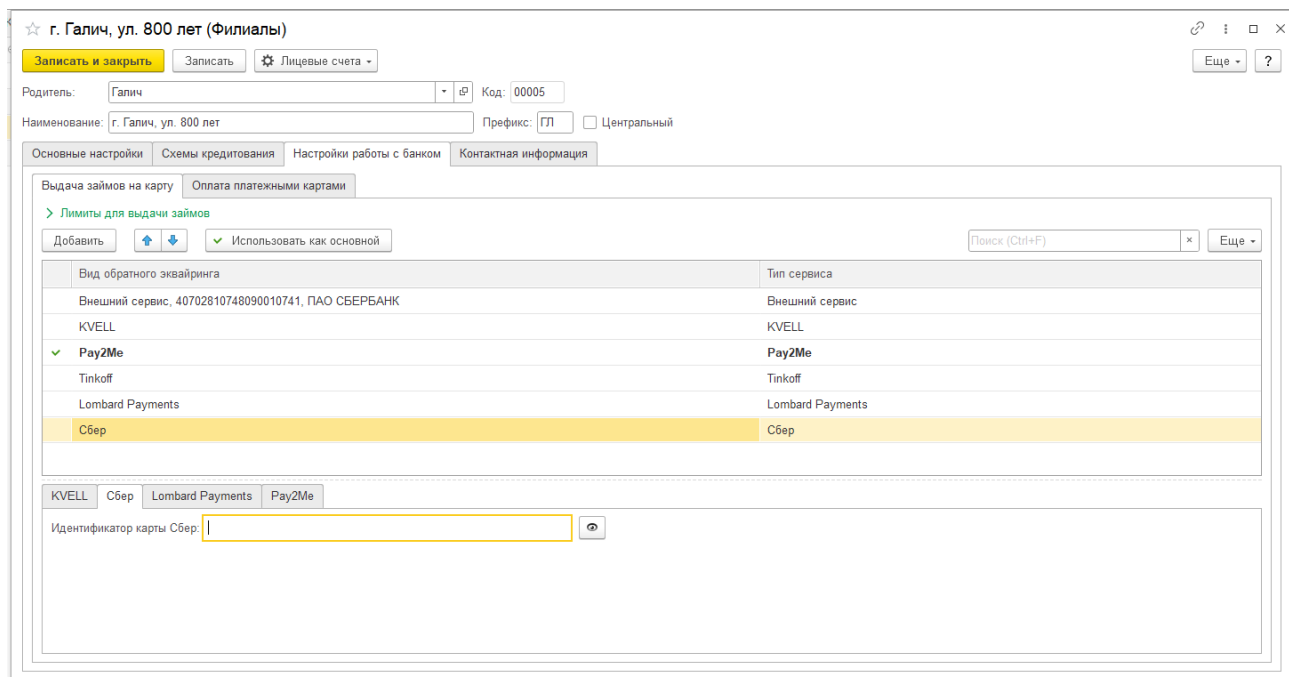 г. Галич, ул. 800 лет (Филиалы)
Записать и закрыть Записать Лицевые счета Еще ?
Родитель: Галич Код: 00005
Наименование: г. Галич, ул. 800 лет Префикс: ГЛ Центральный
Основные настройки Схемы кредитования Настройки работы с банком Контактная информация
Выдача займов на карту Оплата платежными картами
Лимиты для выдачи займов
Добавить Использовать как основной Поиск (Ctrl+F) × Еще
Вид обратного эквайринга Тип сервиса
Внешний сервис, 40702810748090010741, ПАО СБЕРБАНК Внешний сервис
KVELL KVELL
Pay2Me Pay2Me
Tinkoff Tinkoff
Lombard Payments Lombard Payments
Сбер Сбер
KVELL Сбер Lombard Payments Pay2Me
Идентификатор карты Сбер: